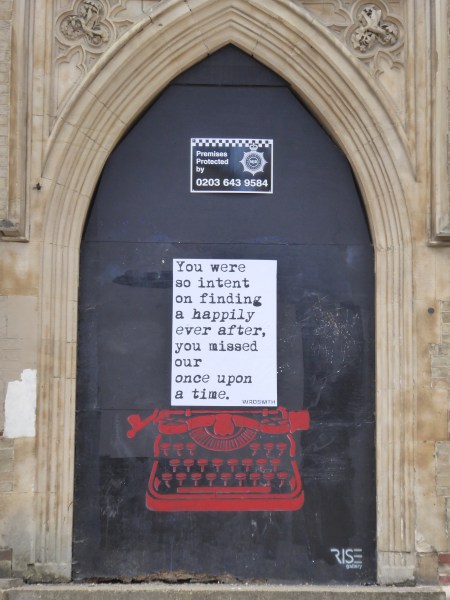 Premises
Protected
by
0203 643 9584
You were
so intent
on finding
a happily
ever after,
you missed
our
once upon
a time.
WRDSMTH
RISE
gallery